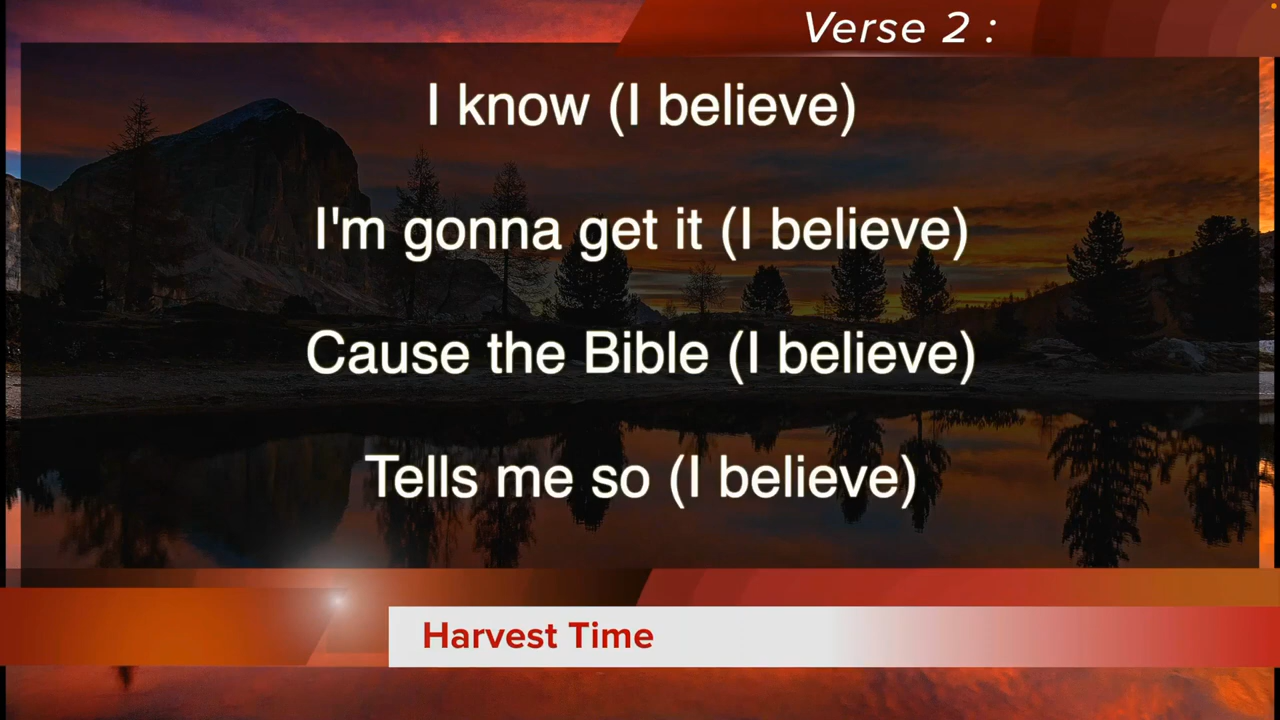 Verse 2 :
I know (I believe)
I'm gonna get it (I believe)
Cause the Bible (I believe)
Tells me so (I believe)
Harvest Time